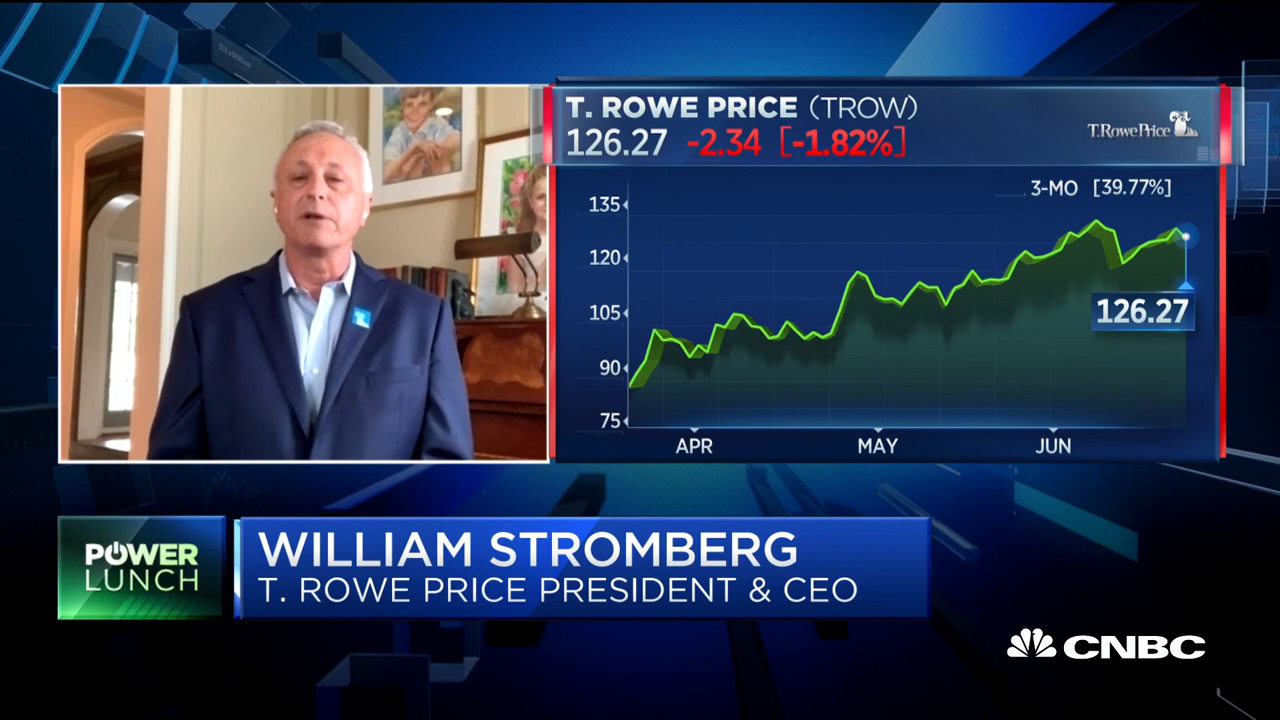 T. ROWE PRICE (TROW)
126.27 -2.34 [-1.82%]
T.RowePrice
3-MO [39.77%]
135
120
105
90
75
126.27
APR MAY JUN
POWER
LUNCH
WILLIAM STROMBERG
T. ROWE PRICE PRESIDENT & CEO
CNBC